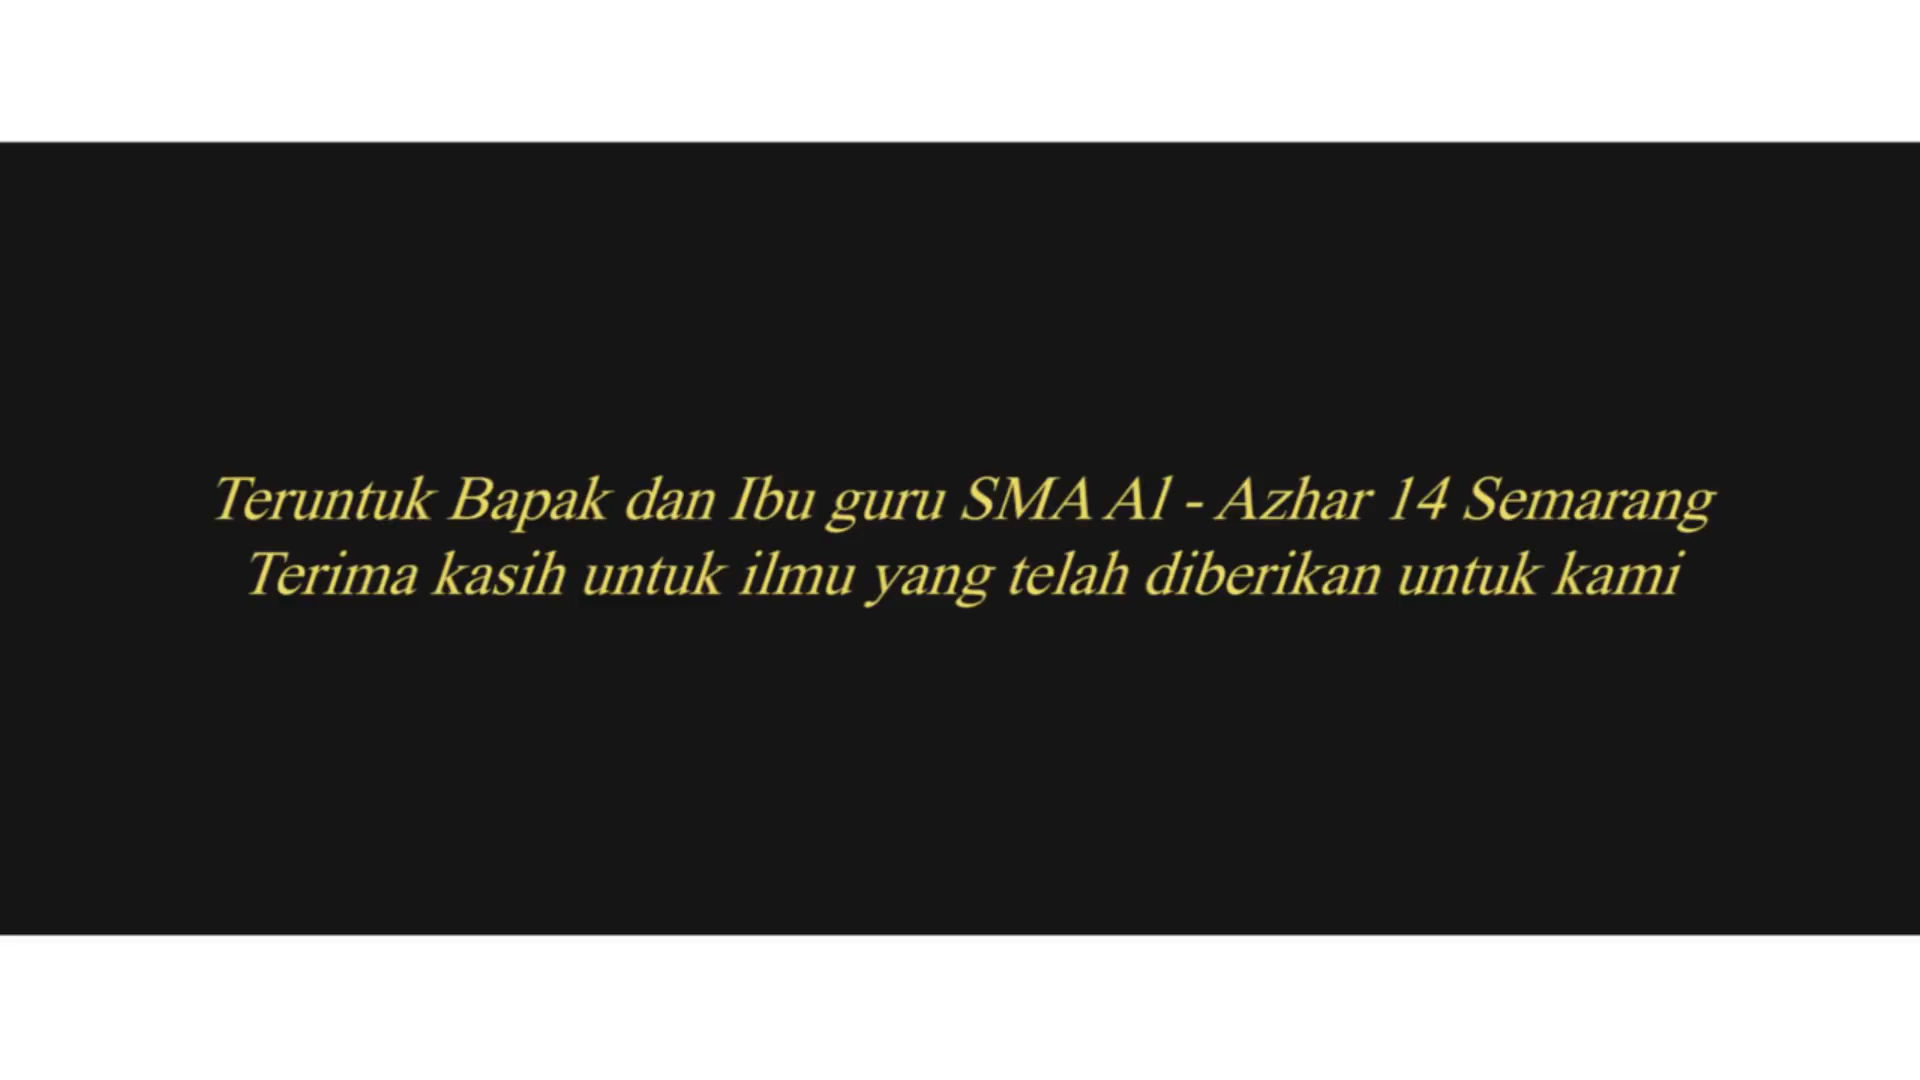 Teruntuk Bapak dan Ibu guru SMA Al - Azhar 14 Semarang
Terima kasih untuk ilmu yang telah diberikan untuk kami